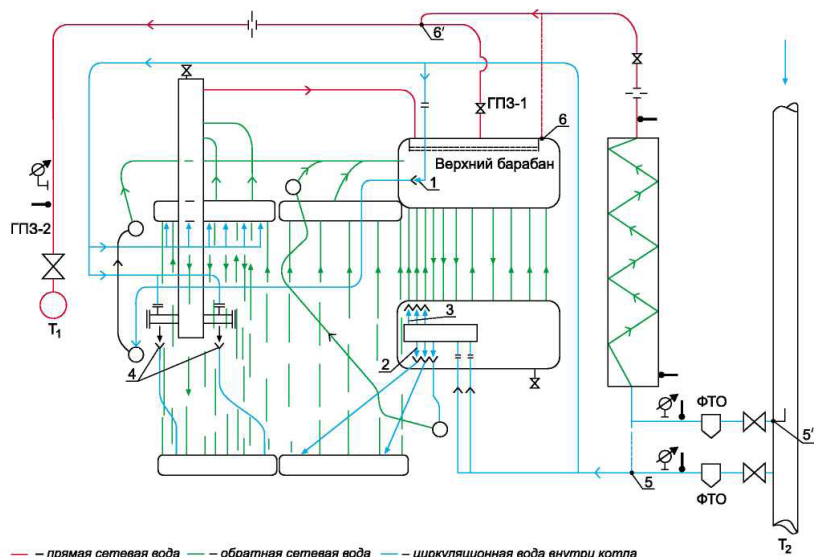 6'
ГПЗ-1
6
Верхний барабан
1
ГПЗ-2
T₁
3
2
4
ФТО
5'
5
ФТО
T₂
– прямая сетевая вода – обратная сетевая вода – циркуляционная вода внутри котла